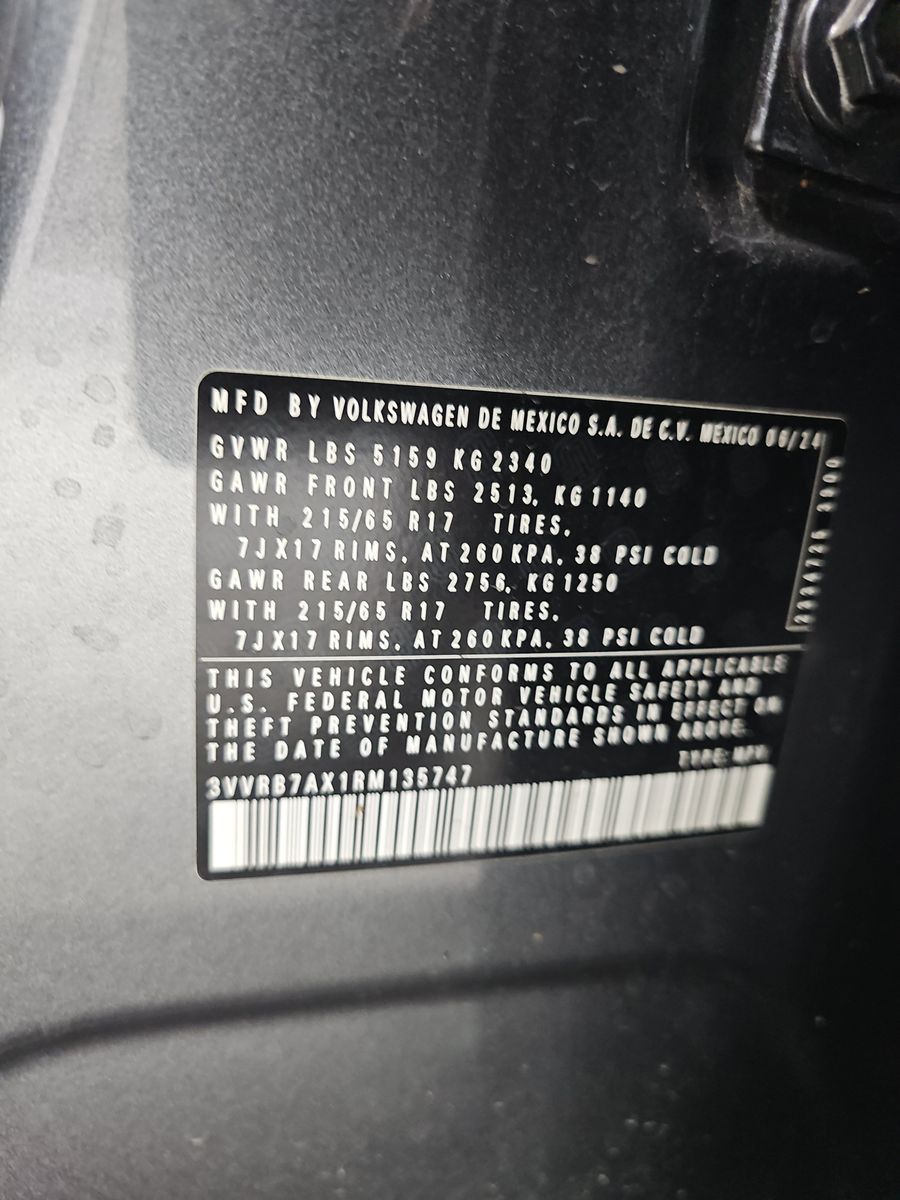 MFD BY VOLKSWAGEN DE MEXICO S.A. DE C.V. MEXICO 06/24
GVWR LBS 5159 KG 2340
GAWR FRONT LBS 2513, KG 1140
WITH 215/65 R17 TIRES,
7JX17 RIMS, AT 260 KPA, 38 PSI COLD
GAWR REAR LBS 2756, KG 1250
WITH 215/65 R17 TIRES,
7JX17 RIMS, AT 260 KPA, 38 PSI COLD
THIS VEHICLE CONFORMS TO ALL APPLICABLE
U.S. FEDERAL MOTOR VEHICLE SAFETY AND
THEFT PREVENTION STANDARDS IN EFFECT ON
THE DATE OF MANUFACTURE SHOWN ABOVE.
TYPE: MPV
3VVRB7AX1RM135747